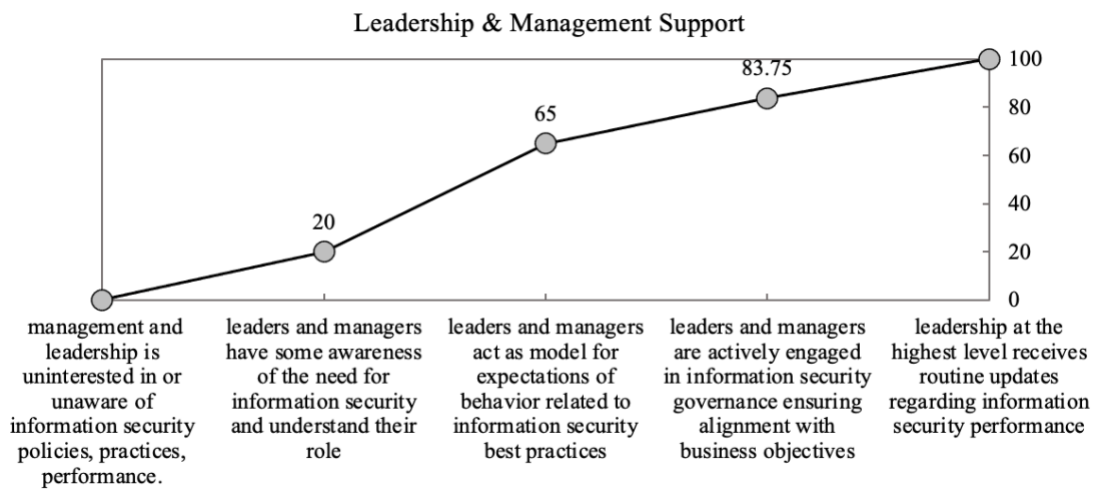 Leadership & Management Support
83.75
65
20
100
80
60
40
20
0
management and
leadership is
uninterested in or
unaware of
information security
policies, practices,
performance.
leaders and managers
have some awareness
of the need for
information security
and understand their
role
leaders and managers
act as model for
expectations of
behavior related to
information security
best practices
leaders and managers
are actively engaged
in information security
governance ensuring
alignment with
business objectives
leadership at the
highest level receives
routine updates
regarding information
security performance